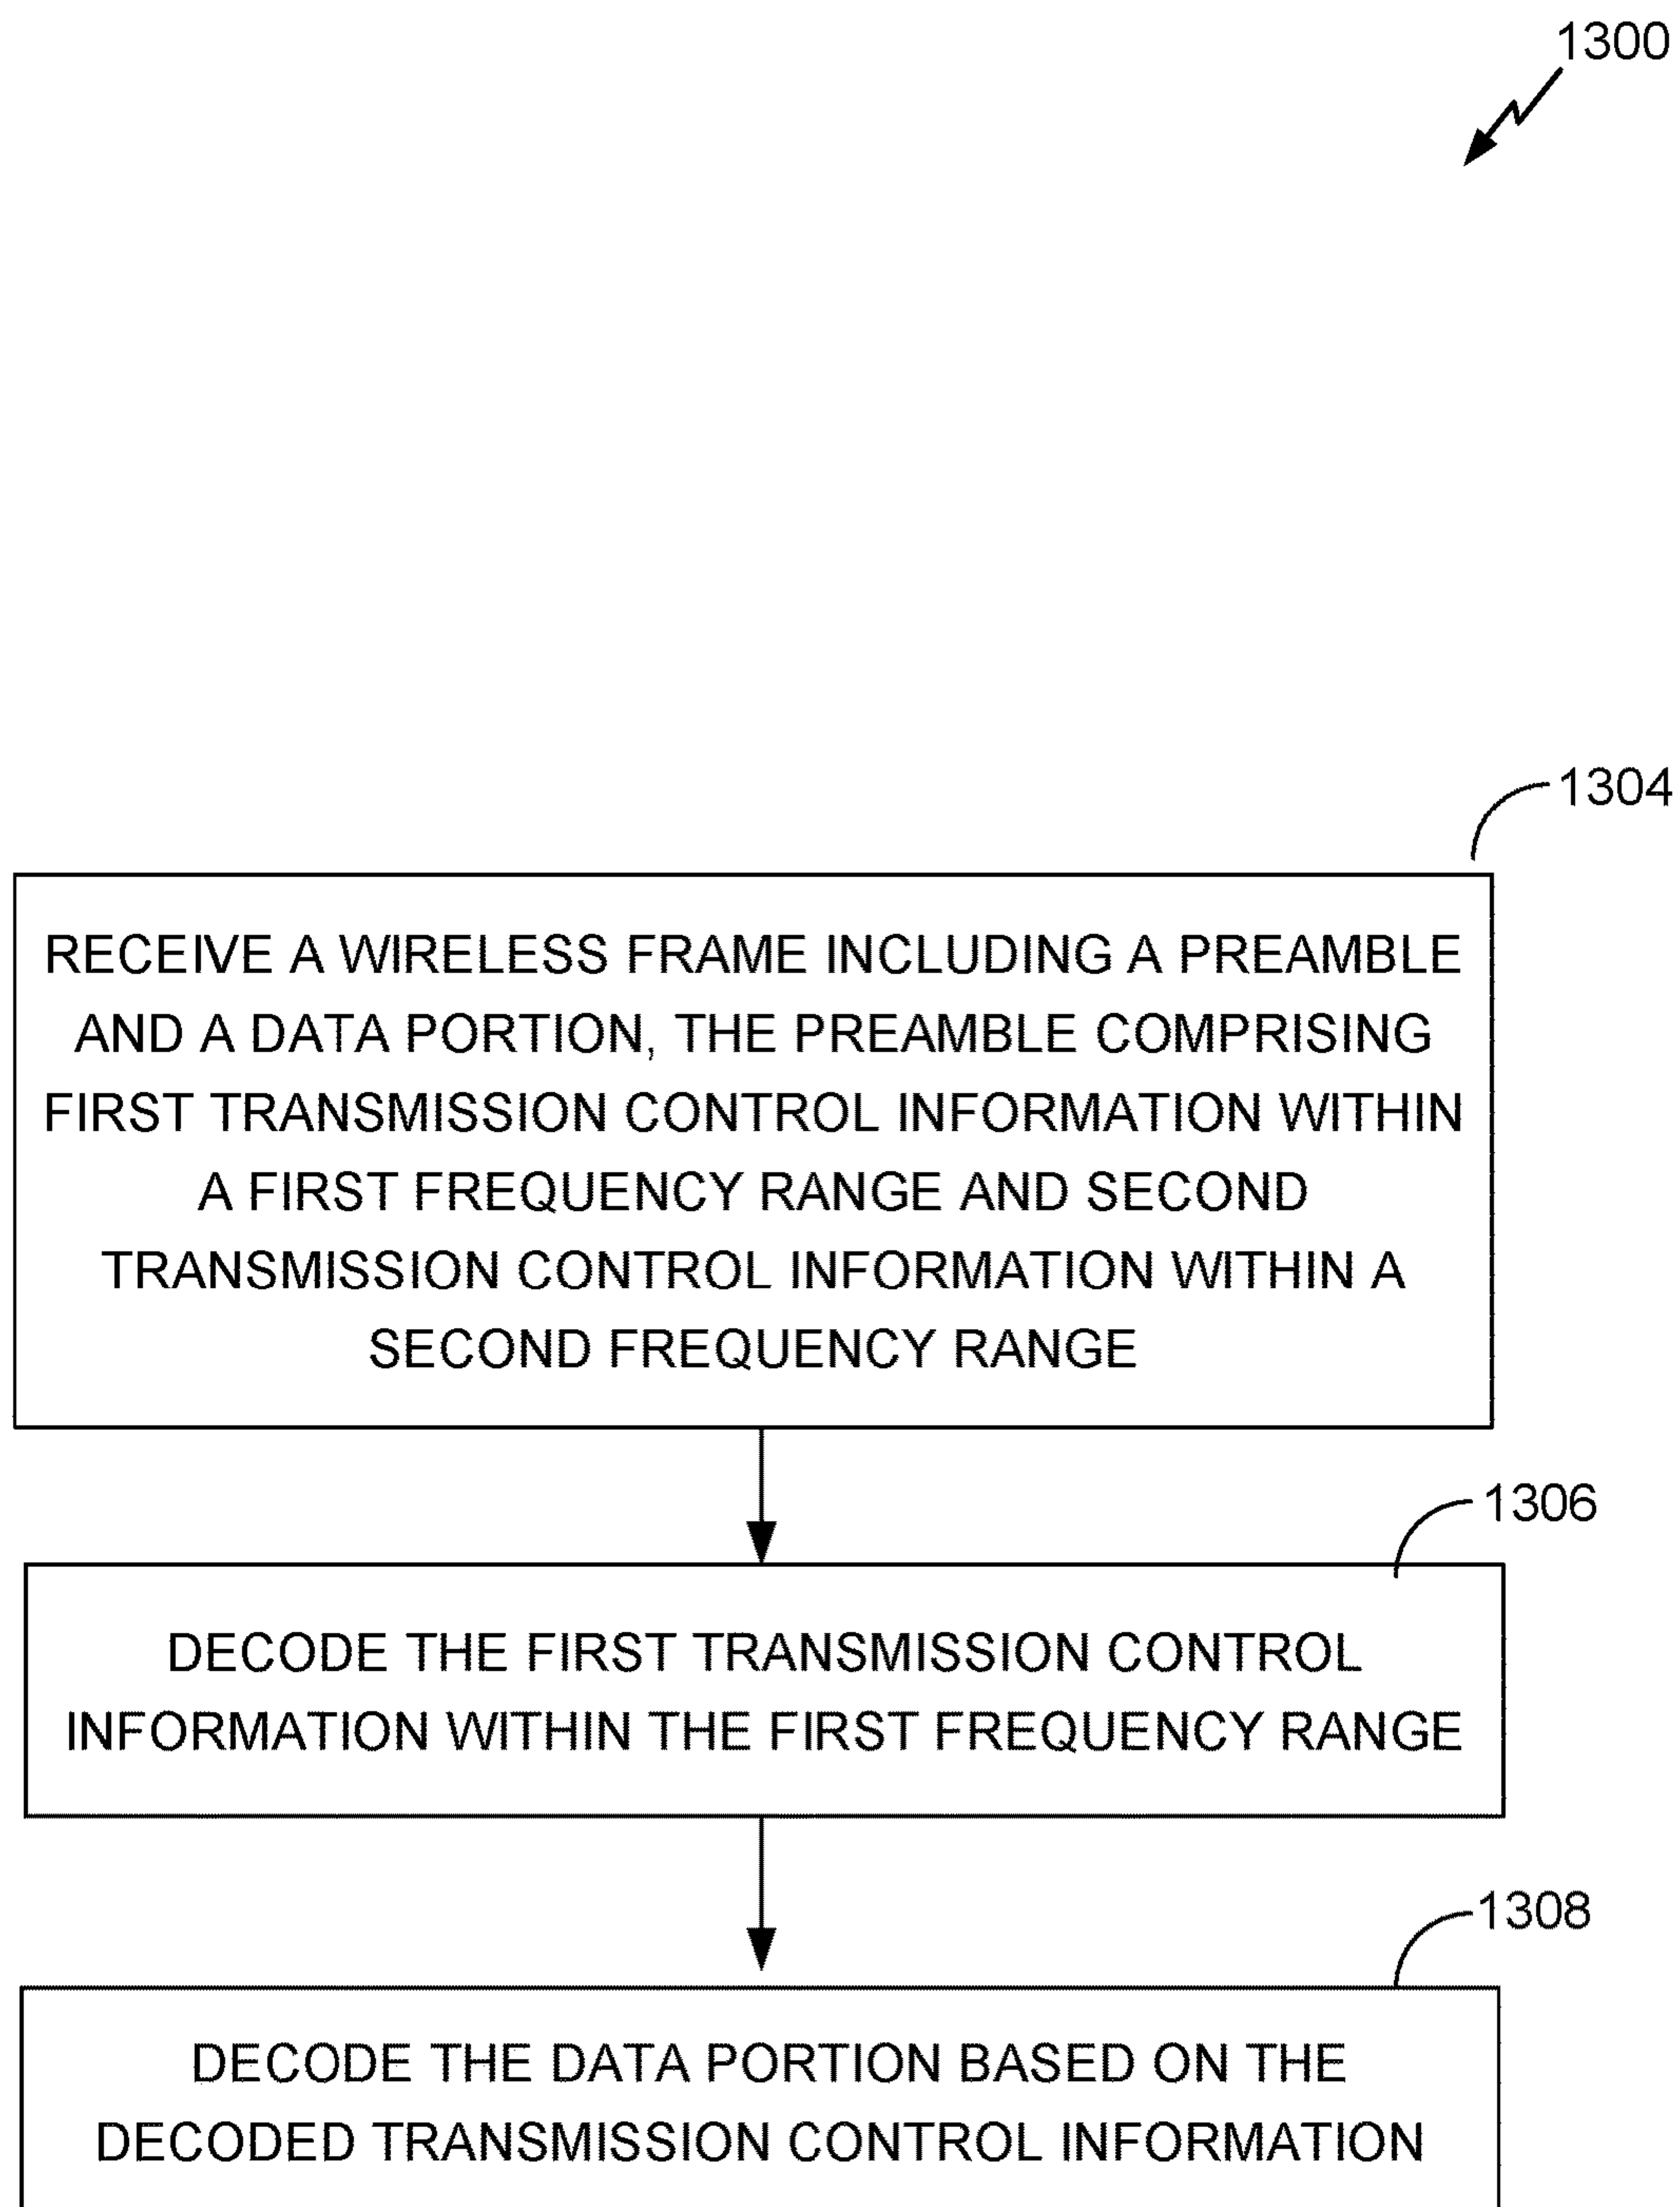 1300
1304
RECEIVE A WIRELESS FRAME INCLUDING A PREAMBLE
AND A DATA PORTION, THE PREAMBLE COMPRISING
FIRST TRANSMISSION CONTROL INFORMATION WITHIN
A FIRST FREQUENCY RANGE AND SECOND
TRANSMISSION CONTROL INFORMATION WITHIN A
SECOND FREQUENCY RANGE
1306
DECODE THE FIRST TRANSMISSION CONTROL
INFORMATION WITHIN THE FIRST FREQUENCY RANGE
1308
DECODE THE DATA PORTION BASED ON THE
DECODED TRANSMISSION CONTROL INFORMATION